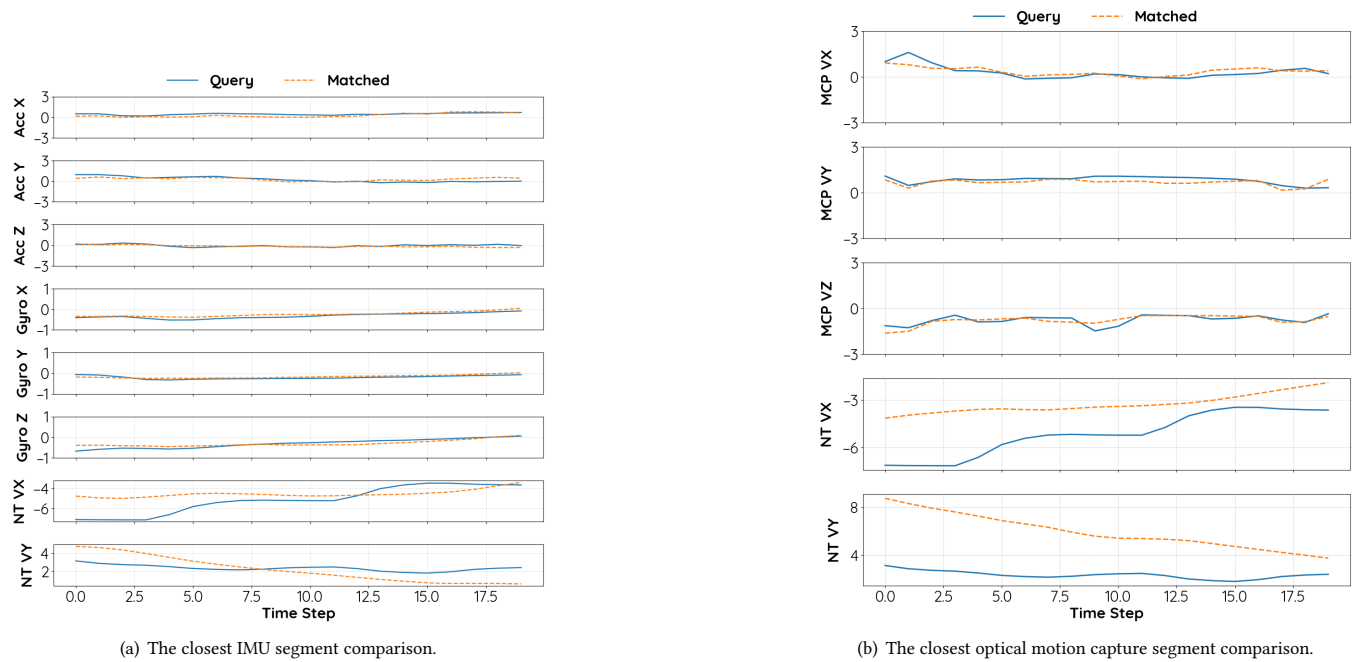 Query Matched
Acc X
3
0
−3
Acc Y
3
0
−3
Acc Z
3
0
−3
Gyro X
1
0
−1
Gyro Y
1
0
−1
Gyro Z
1
0
−1
NT VX
−4
−6
NT VY
4
2
0.0 2.5 5.0 7.5 10.0 12.5 15.0 17.5
Time Step
(a) The closest IMU segment comparison.
Query Matched
MCP VX
3
0
−3
MCP VY
3
0
−3
MCP VZ
3
0
−3
NT VX
−3
−6
NT VY
8
4
0.0 2.5 5.0 7.5 10.0 12.5 15.0 17.5
Time Step
(b) The closest optical motion capture segment comparison.